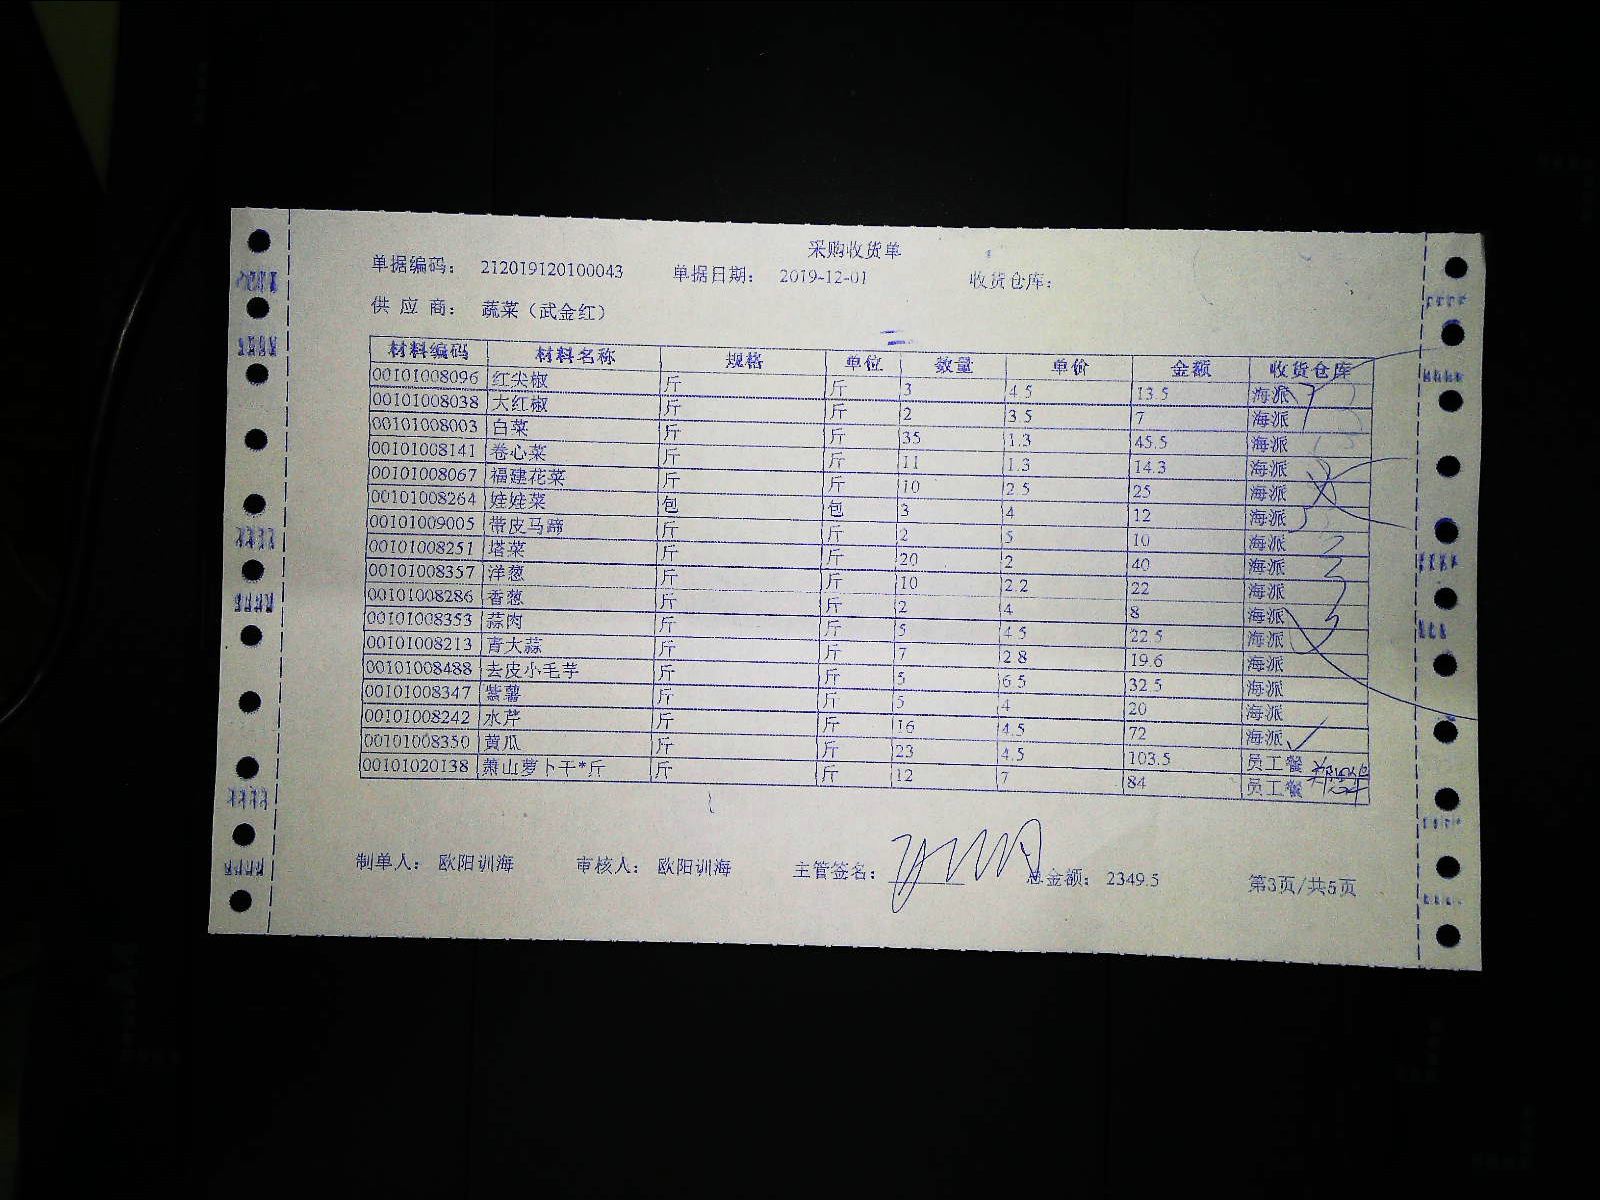 采购收货单
单据编码： 212019120100043 单据日期： 2019-12-01 收货仓库：
供 应 商： 蔬菜（武金红）
材料编码 材料名称 规格 单位 数量 单价 金额 收货仓库
00101008096 红尖椒 斤 斤 3 4.5 13.5 海派
00101008038 大红椒 斤 斤 2 3.5 7 海派
00101008003 白菜 斤 斤 35 1.3 45.5 海派
00101008141 卷心菜 斤 斤 11 1.3 14.3 海派
00101008067 福建花菜 斤 斤 10 2.5 25 海派
00101008264 娃娃菜 包 包 3 4 12 海派
00101009005 带皮马蹄 斤 斤 2 5 10 海派
00101008251 塔菜 斤 斤 20 2 40 海派
00101008357 洋葱 斤 斤 10 2.2 22 海派
00101008286 香葱 斤 斤 2 4 8 海派
00101008353 蒜肉 斤 斤 5 4.5 22.5 海派
00101008213 青大蒜 斤 斤 7 2.8 19.6 海派
00101008488 去皮小毛芋 斤 斤 5 6.5 32.5 海派
00101008347 紫薯 斤 斤 5 4 20 海派
00101008242 水芹 斤 斤 16 4.5 72 海派
00101008350 黄瓜 斤 斤 23 4.5 103.5 员工餐
00101020138 萧山萝卜干*斤 斤 斤 12 7 84 员工餐
制单人： 欧阳训海 审核人： 欧阳训海 主管签名： 总金额： 2349.5 第3页/共5页